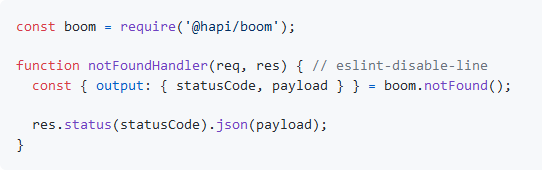 const boom = require('@hapi/boom');

function notFoundHandler(req, res) { // eslint-disable-line
  const { output: { statusCode, payload } } = boom.notFound();

  res.status(statusCode).json(payload);
}